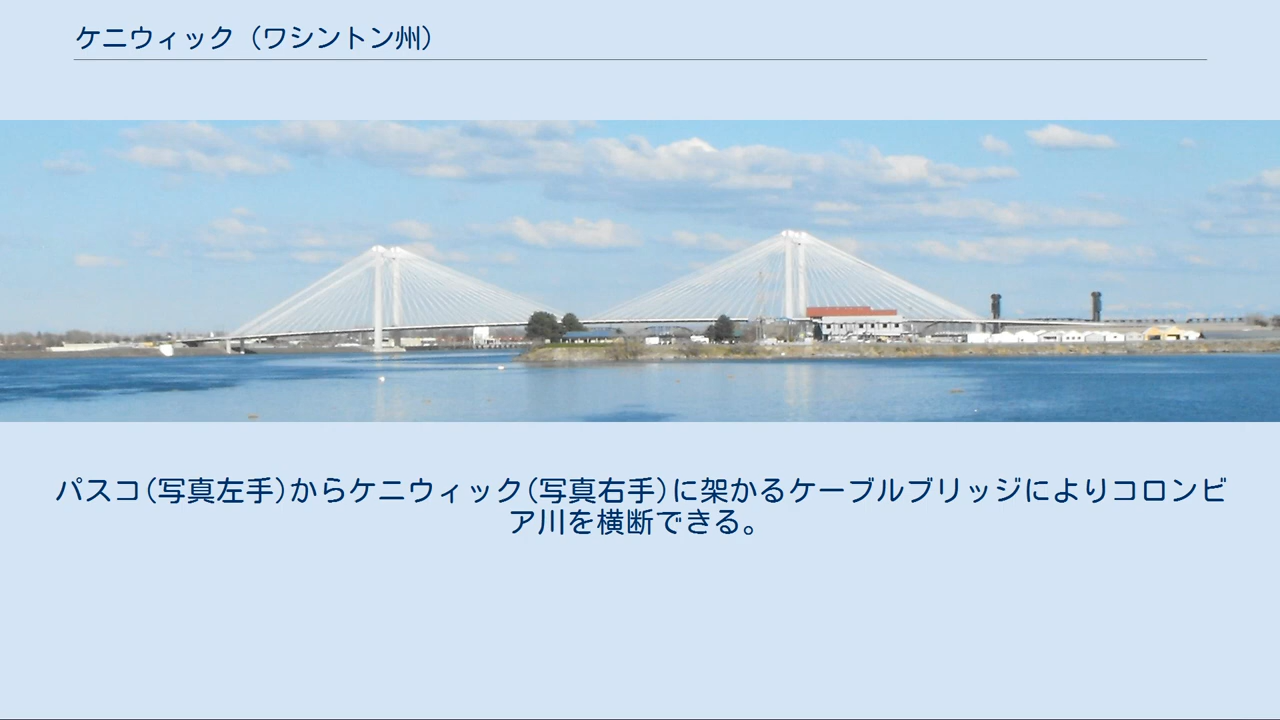 ケニウィック（ワシントン州）
パスコ(写真左手)からケニウィック(写真右手)に架かるケーブルブリッジによりコロンビ
ア川を横断できる。